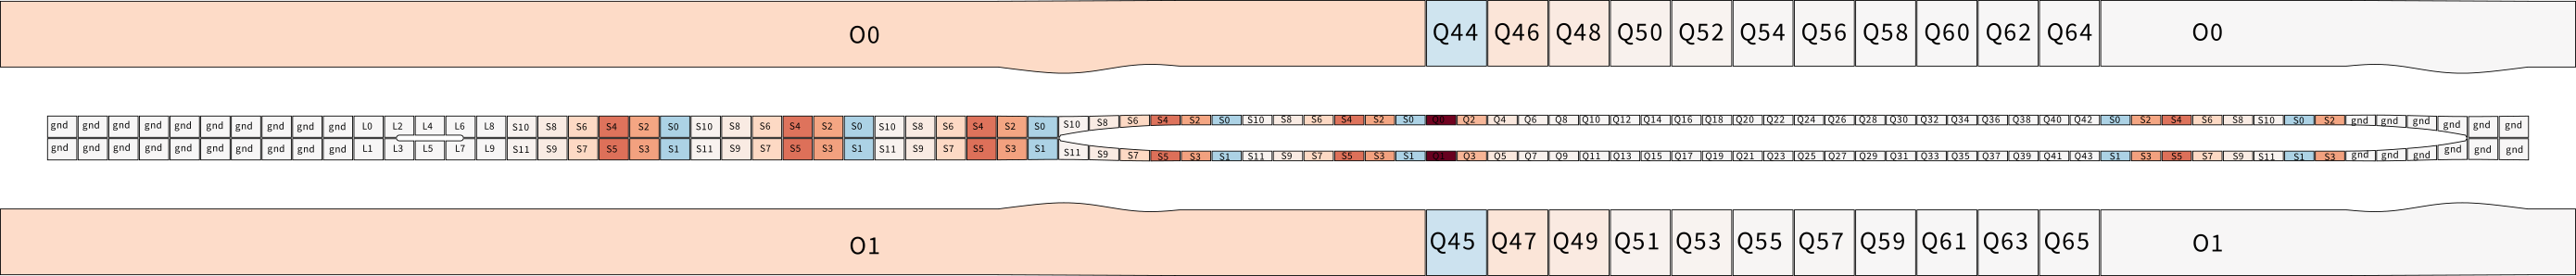 O0 Q44 Q46 Q48 Q50 Q52 Q54 Q56 Q58 Q60 Q62 Q64 O0
gnd gnd gnd gnd gnd gnd gnd gnd gnd gnd L0 L2 L4 L6 L8 S10 S8 S6 S4 S2 S0 S10 S8 S6 S4 S2 S0 S10 S8 S6 S4 S2 S0 S10 S8 S6 S4 S2 S0 S10 S8 S6 S4 S2 S0 Q0 Q2 Q4 Q6 Q8 Q10 Q12 Q14 Q16 Q18 Q20 Q22 Q24 Q26 Q28 Q30 Q32 Q34 Q36 Q38 Q40 Q42 S0 S2 S4 S6 S8 S10 S0 S2 gnd gnd gnd gnd gnd gnd
gnd gnd gnd gnd gnd gnd gnd gnd gnd gnd L1 L3 L5 L7 L9 S11 S9 S7 S5 S3 S1 S11 S9 S7 S5 S3 S1 S11 S9 S7 S5 S3 S1 S11 S9 S7 S5 S3 S1 S11 S9 S7 S5 S3 S1 Q1 Q3 Q5 Q7 Q9 Q11 Q13 Q15 Q17 Q19 Q21 Q23 Q25 Q27 Q29 Q31 Q33 Q35 Q37 Q39 Q41 Q43 S1 S3 S5 S7 S9 S11 S1 S3 gnd gnd gnd gnd gnd gnd
O1 Q45 Q47 Q49 Q51 Q53 Q55 Q57 Q59 Q61 Q63 Q65 O1